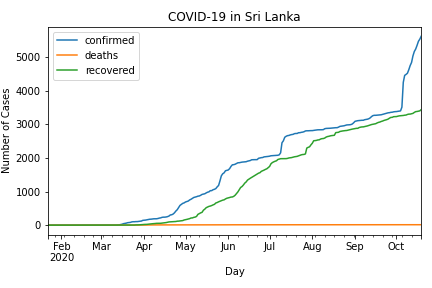 COVID-19 in Sri Lanka
confirmed
deaths
recovered
Number of Cases
5000
4000
3000
2000
1000
0
Feb Mar Apr May Jun Jul Aug Sep Oct
2020
Day